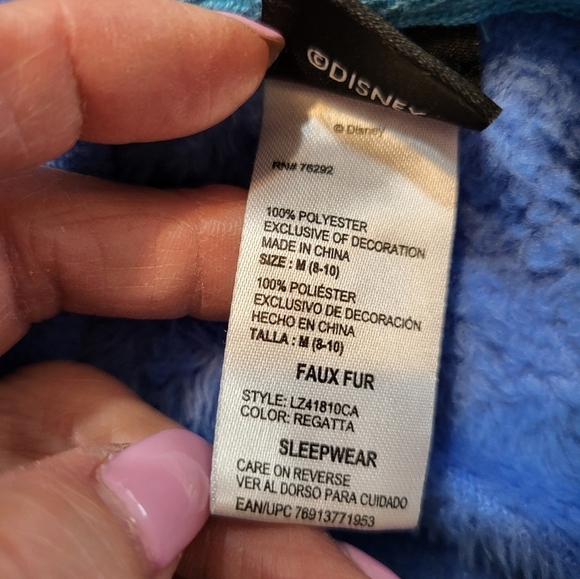 ©DISNEY
© Disney
RN# 76292
100% POLYESTER
EXCLUSIVE OF DECORATION
MADE IN CHINA
SIZE : M (8-10)
100% POLIÉSTER
EXCLUSIVO DE DECORACIÓN
HECHO EN CHINA
TALLA : M (8-10)
FAUX FUR
STYLE: LZ41810CA
COLOR: REGATTA
SLEEPWEAR
CARE ON REVERSE
VER AL DORSO PARA CUIDADO
EAN/UPC 76913771953